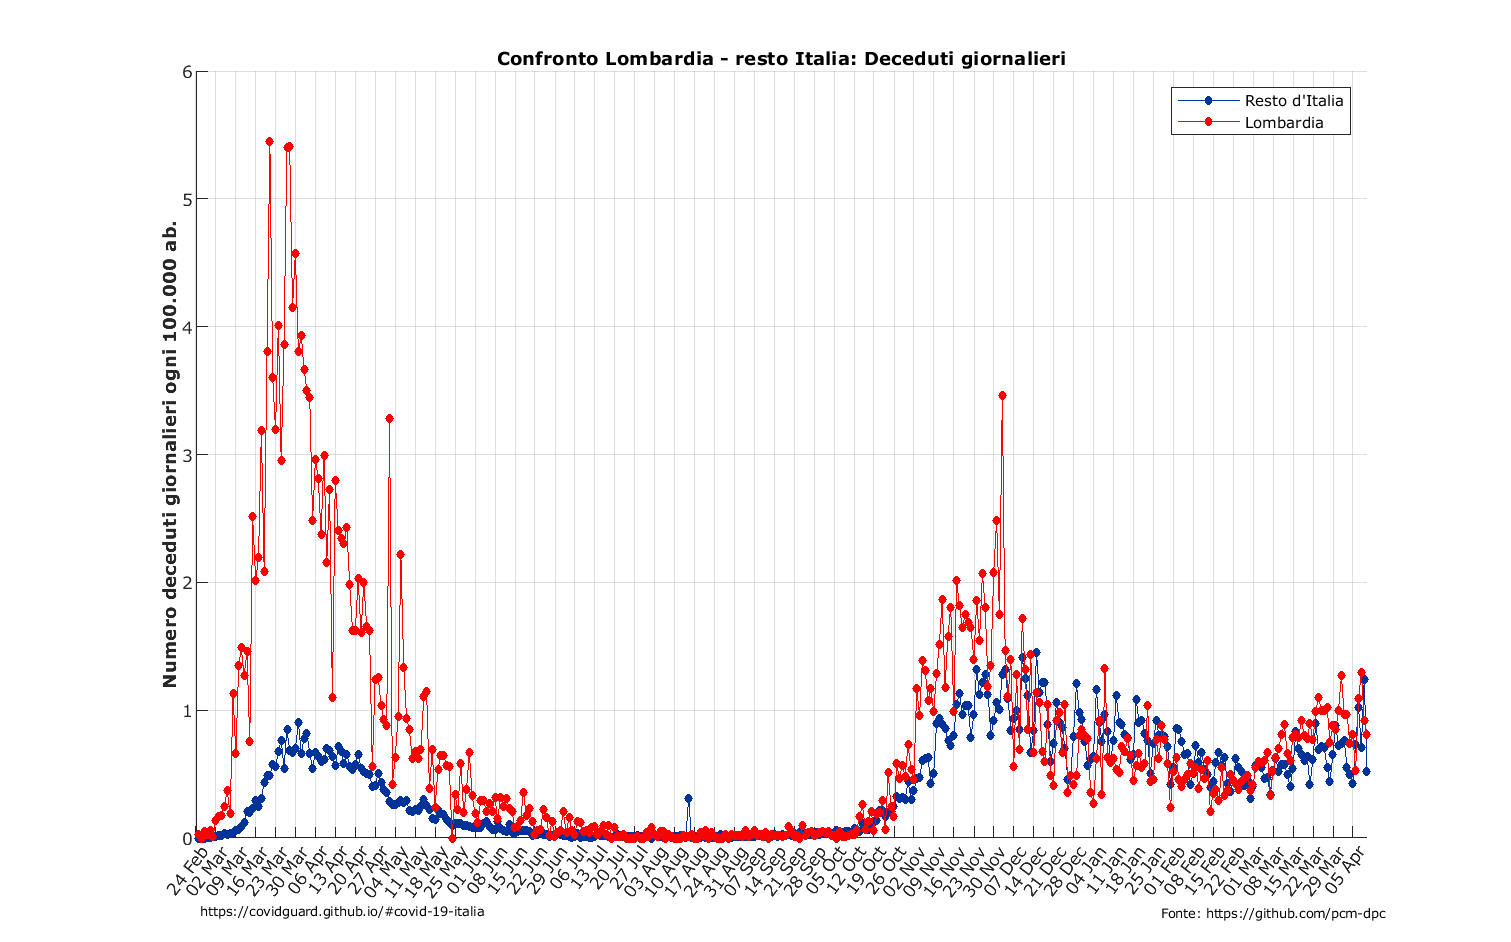 Confronto Lombardia - resto Italia: Deceduti giornalieri
Resto d'Italia
Lombardia
Numero deceduti giornalieri ogni 100.000 ab.
6
5
4
3
2
1
0
24 Feb
02 Mar
09 Mar
16 Mar
23 Mar
30 Mar
06 Apr
13 Apr
20 Apr
27 Apr
04 May
11 May
18 May
25 May
01 Jun
08 Jun
15 Jun
22 Jun
29 Jun
06 Jul
13 Jul
20 Jul
27 Jul
03 Aug
10 Aug
17 Aug
24 Aug
31 Aug
07 Sep
14 Sep
21 Sep
28 Sep
05 Oct
12 Oct
19 Oct
26 Oct
02 Nov
09 Nov
16 Nov
23 Nov
30 Nov
07 Dec
14 Dec
21 Dec
28 Dec
04 Jan
11 Jan
18 Jan
25 Jan
01 Feb
08 Feb
15 Feb
22 Feb
01 Mar
08 Mar
15 Mar
22 Mar
29 Mar
05 Apr
https://covidguard.github.io/#covid-19-italia
Fonte: https://github.com/pcm-dpc